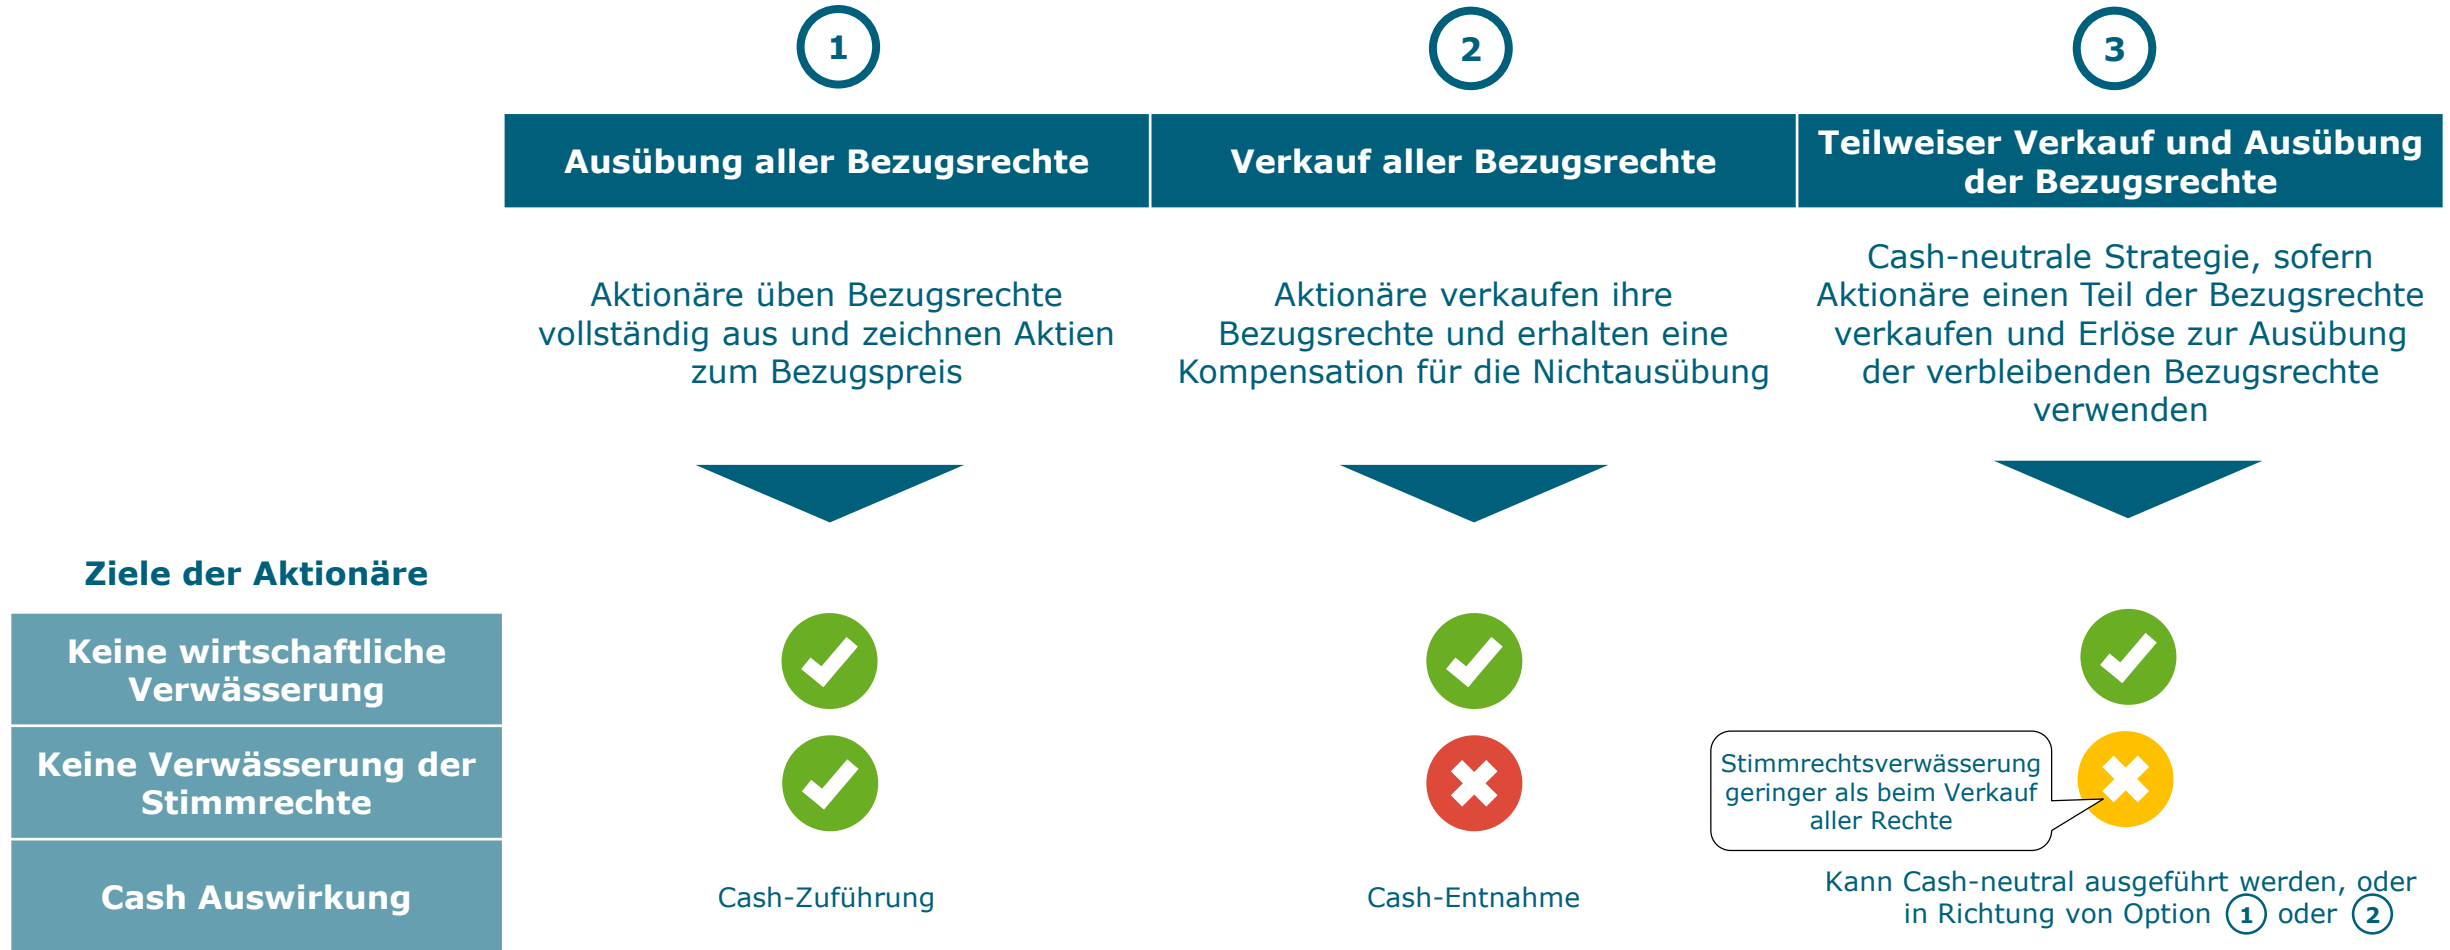 1
2
3
Ausübung aller Bezugsrechte
Verkauf aller Bezugsrechte
Teilweiser Verkauf und Ausübung
der Bezugsrechte
Aktionäre üben Bezugsrechte
vollständig aus und zeichnen Aktien
zum Bezugspreis
Aktionäre verkaufen ihre
Bezugsrechte und erhalten eine
Kompensation für die Nichtausübung
Cash-neutrale Strategie, sofern
Aktionäre einen Teil der Bezugsrechte
verkaufen und Erlöse zur Ausübung
der verbleibenden Bezugsrechte
verwenden
Ziele der Aktionäre
Keine wirtschaftliche
Verwässerung
Keine Verwässerung der
Stimmrechte
Stimmrechtsverwässerung
geringer als beim Verkauf
aller Rechte
Cash Auswirkung
Cash-Zuführung
Cash-Entnahme
Kann Cash-neutral ausgeführt werden, oder
in Richtung von Option 1 oder 2